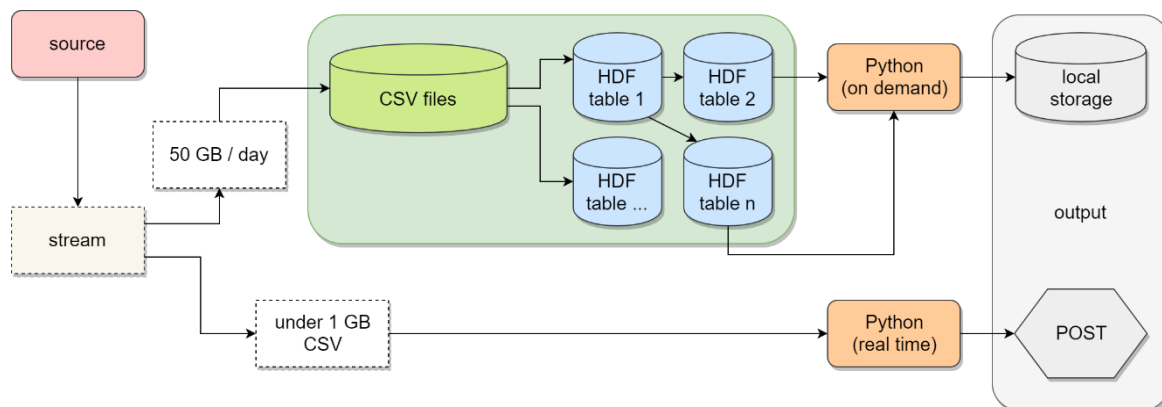 source
CSV files
HDF
table 1
HDF
table 2
Python
(on demand)
local
storage
50 GB / day
HDF
table ...
HDF
table n
output
stream
under 1 GB
CSV
Python
(real time)
POST